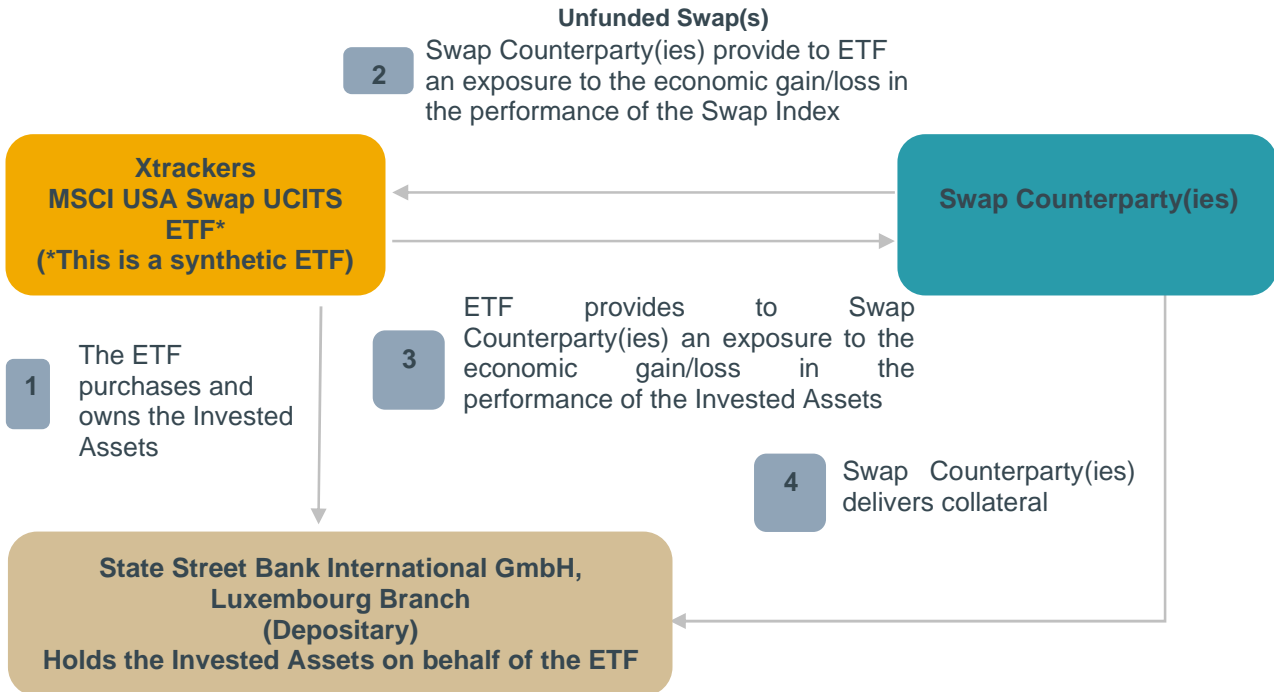 Unfunded Swap(s)
2
Swap Counterparty(ies) provide to ETF
an exposure to the economic gain/loss in
the performance of the Swap Index
Xtrackers
MSCI USA Swap UCITS
ETF*
(*This is a synthetic ETF)
Swap Counterparty(ies)
1
The ETF
purchases and
owns the Invested
Assets
3
ETF provides to Swap
Counterparty(ies) an exposure to the
economic gain/loss in the
performance of the Invested Assets
4
Swap Counterparty(ies)
delivers collateral
State Street Bank International GmbH,
Luxembourg Branch
(Depositary)
Holds the Invested Assets on behalf of the ETF